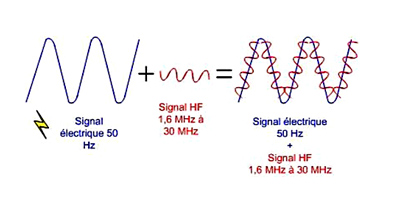 +
=
Signal
électrique 50
Hz
Signal HF
1,6 MHz à
30 MHz
Signal électrique
50 Hz
+
Signal HF
1,6 MHz à 30 MHz